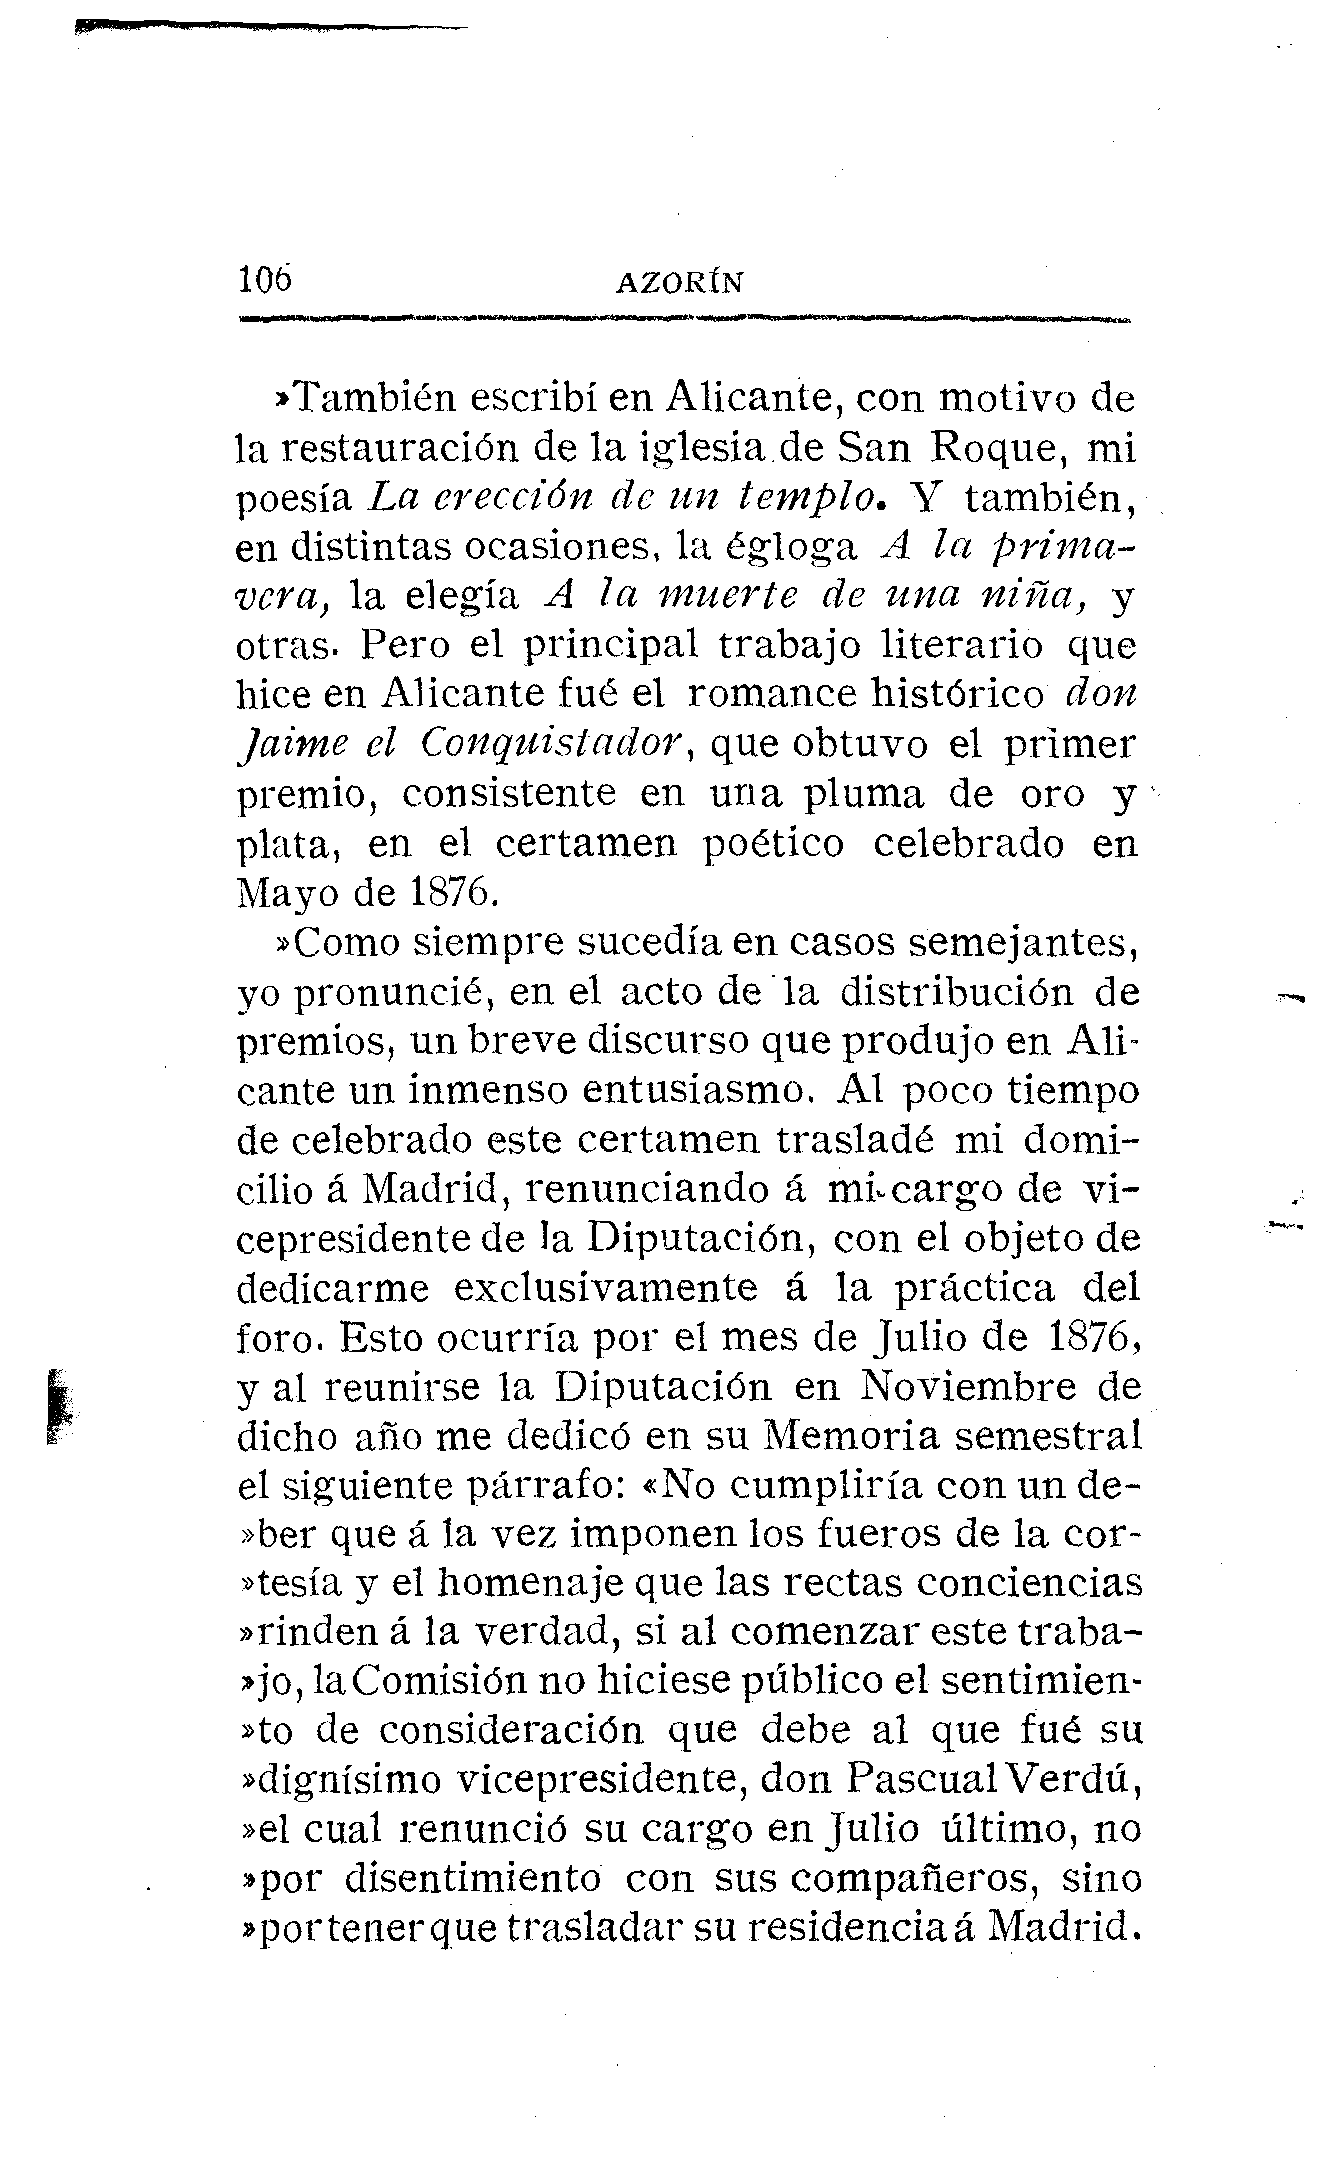 106 AZORÍN
»También escribí en Alicante, con motivo de
la restauración de la iglesia de San Roque, mi
poesía La erección de un templo. Y también,
en distintas ocasiones, la égloga A la prima-
vera, la elegía A la muerte de una niña, y
otras. Pero el principal trabajo literario que
hice en Alicante fué el romance histórico don
Jaime el Conquistador, que obtuvo el primer
premio, consistente en una pluma de oro y
plata, en el certamen poético celebrado en
Mayo de 1876.
»Como siempre sucedía en casos semejantes,
yo pronuncié, en el acto de la distribución de
premios, un breve discurso que produjo en Ali-
cante un inmenso entusiasmo. Al poco tiempo
de celebrado este certamen trasladé mi domi-
cilio á Madrid, renunciando á mi cargo de vi-
cepresidente de la Diputación, con el objeto de
dedicarme exclusivamente á la práctica del
foro. Esto ocurría por el mes de Julio de 1876,
y al reunirse la Diputación en Noviembre de
dicho año me dedicó en su Memoria semestral
el siguiente párrafo: «No cumpliría con un de-
»ber que á la vez imponen los fueros de la cor-
»tesía y el homenaje que las rectas conciencias
»rinden á la verdad, si al comenzar este traba-
»jo, la Comisión no hiciese público el sentimien-
»to de consideración que debe al que fué su
»dignísimo vicepresidente, don Pascual Verdú,
»el cual renunció su cargo en Julio último, no
»por disentimiento con sus compañeros, sino
»por tener que trasladar su residencia á Madrid.